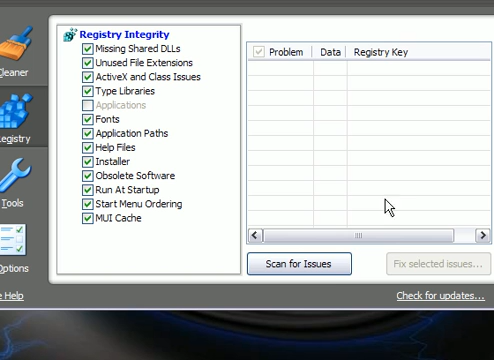 Registry Integrity
Missing Shared DLLs
Unused File Extensions
ActiveX and Class Issues
Type Libraries
Applications
Fonts
Application Paths
Help Files
Installer
Obsolete Software
Run At Startup
Start Menu Ordering
MUI Cache
Problem Data Registry Key
Scan for Issues
Fix selected issues...
leaner
egistry
Tools
Options
Help
Check for updates...